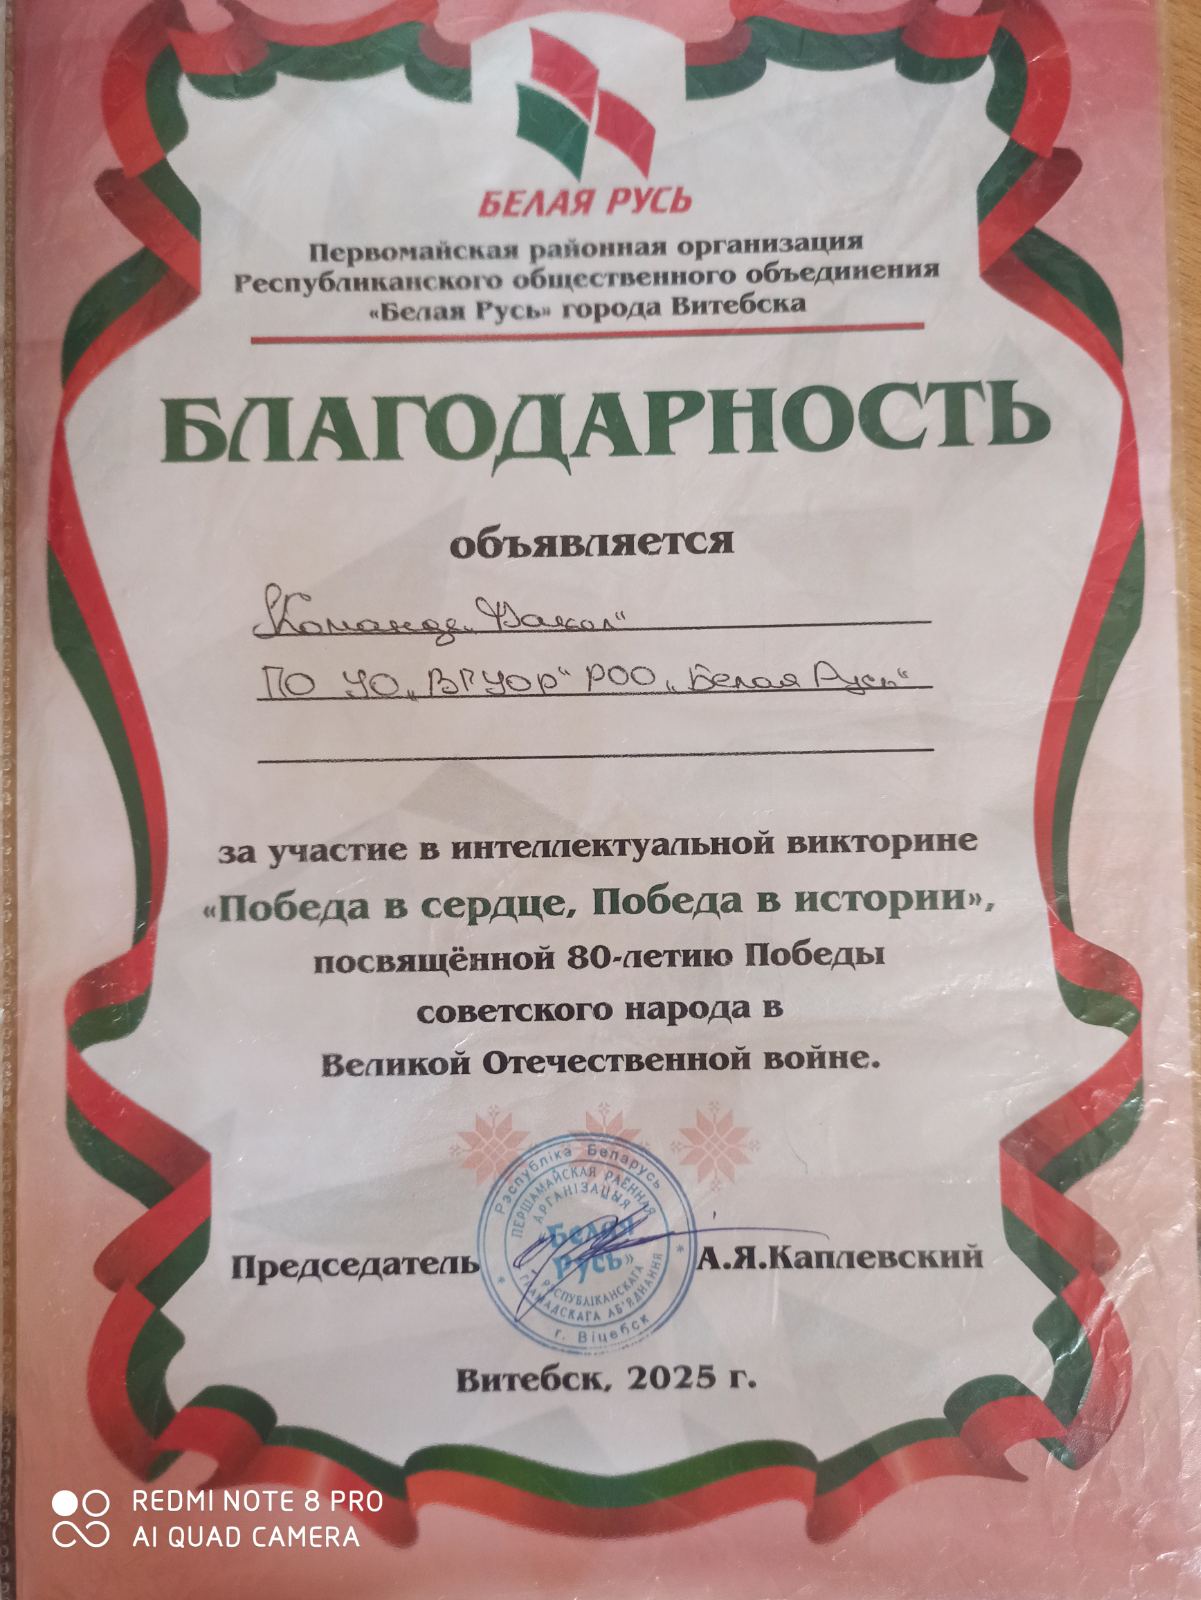 БЕЛАЯ РУСЬ
Первомайская районная организация
Республиканского общественного объединения
«Белая Русь» города Витебска
БЛАГОДАРНОСТЬ
объявляется
Команде „Факел“
ПО УО „ВГУОР“ РОО „Белая Русь“
за участие в интеллектуальной викторине
«Победа в сердце, Победа в истории»,
посвящённой 80-летию Победы
советского народа в
Великой Отечественной войне.
Рэспубліка Беларусь
ПЕРШАМАЙСКАЯ РАЁННАЯ
АРГАНІЗАЦЫЯ
«Белая
Русь»
РЭСПУБЛІКАНСКАГА
ГРАМАДСКАГА АБ'ЯДНАННЯ
г. Віцебск
Председатель А.Я.Каплевский
Витебск, 2025 г.
REDMI NOTE 8 PRO
AI QUAD CAMERA